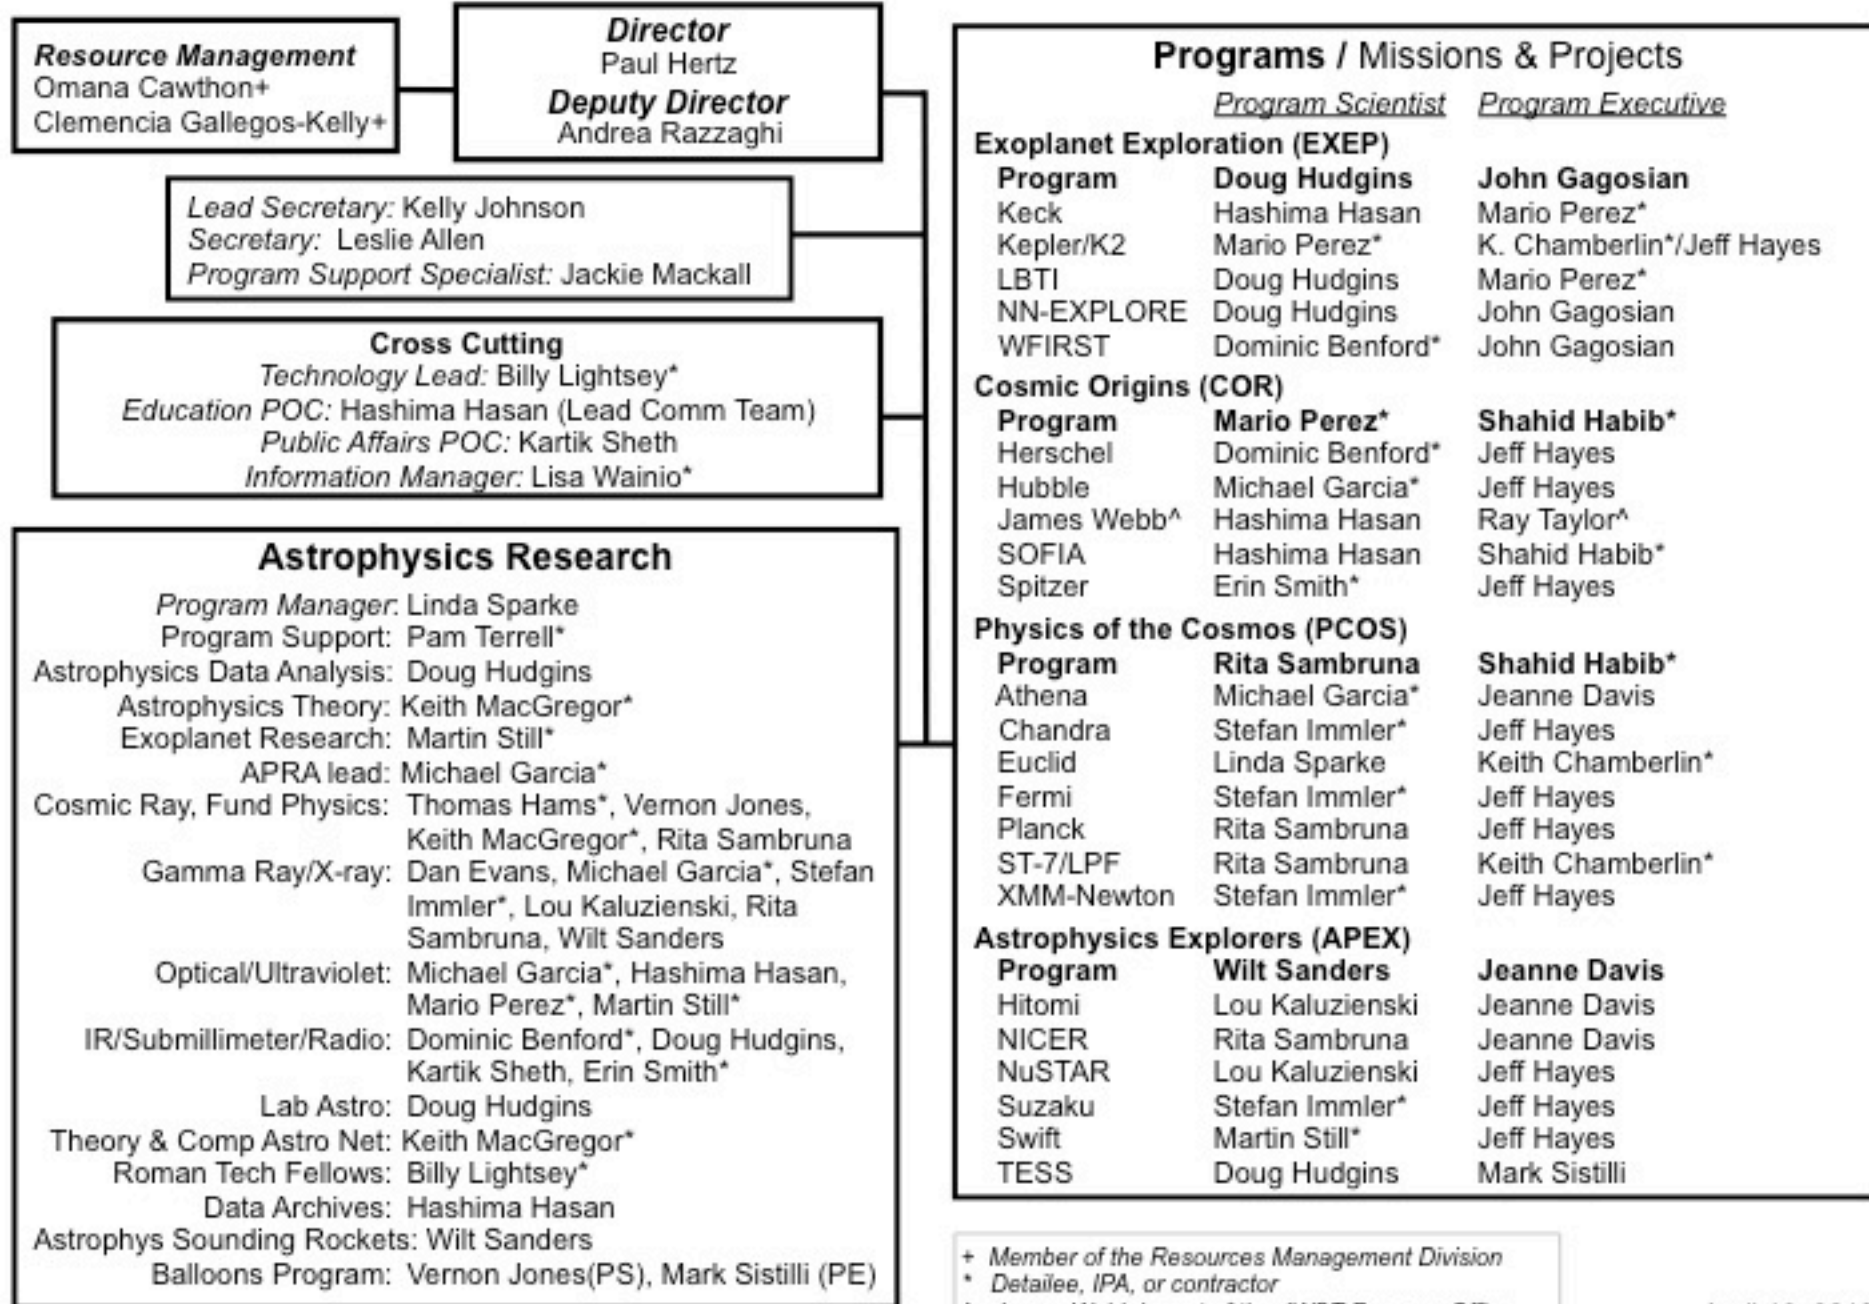 Resource Management
Omana Cawthon+
Clemencia Gallegos-Kelly+
Director
Paul Hertz
Deputy Director
Andrea Razzaghi
Lead Secretary: Kelly Johnson
Secretary: Leslie Allen
Program Support Specialist: Jackie Mackall
Cross Cutting
Technology Lead: Billy Lightsey*
Education POC: Hashima Hasan (Lead Comm Team)
Public Affairs POC: Kartik Sheth
Information Manager: Lisa Wainio*
Astrophysics Research
Program Manager: Linda Sparke
Program Support: Pam Terrell*
Astrophysics Data Analysis: Doug Hudgins
Astrophysics Theory: Keith MacGregor*
Exoplanet Research: Martin Still*
APRA lead: Michael Garcia*
Cosmic Ray, Fund Physics: Thomas Hams*, Vernon Jones,
Keith MacGregor*, Rita Sambruna
Gamma Ray/X-ray: Dan Evans, Michael Garcia*, Stefan
Immler*, Lou Kaluzienski, Rita
Sambruna, Wilt Sanders
Optical/Ultraviolet: Michael Garcia*, Hashima Hasan,
Mario Perez*, Martin Still*
IR/Submillimeter/Radio: Dominic Benford*, Doug Hudgins,
Kartik Sheth, Erin Smith*
Lab Astro: Doug Hudgins
Theory & Comp Astro Net: Keith MacGregor*
Roman Tech Fellows: Billy Lightsey*
Data Archives: Hashima Hasan
Astrophys Sounding Rockets: Wilt Sanders
Balloons Program: Vernon Jones(PS), Mark Sistilli (PE)
Programs / Missions & Projects
Program Scientist Program Executive
Exoplanet Exploration (EXEP)
Program Doug Hudgins John Gagosian
Keck Hashima Hasan Mario Perez*
Kepler/K2 Mario Perez* K. Chamberlin*/Jeff Hayes
LBTI Doug Hudgins Mario Perez*
NN-EXPLORE Doug Hudgins John Gagosian
WFIRST Dominic Benford* John Gagosian
Cosmic Origins (COR)
Program Mario Perez* Shahid Habib*
Herschel Dominic Benford* Jeff Hayes
Hubble Michael Garcia* Jeff Hayes
James Webb^ Hashima Hasan Ray Taylor^
SOFIA Hashima Hasan Shahid Habib*
Spitzer Erin Smith* Jeff Hayes
Physics of the Cosmos (PCOS)
Program Rita Sambruna Shahid Habib*
Athena Michael Garcia* Jeanne Davis
Chandra Stefan Immler* Jeff Hayes
Euclid Linda Sparke Keith Chamberlin*
Fermi Stefan Immler* Jeff Hayes
Planck Rita Sambruna Jeff Hayes
ST-7/LPF Rita Sambruna Keith Chamberlin*
XMM-Newton Stefan Immler* Jeff Hayes
Astrophysics Explorers (APEX)
Program Wilt Sanders Jeanne Davis
Hitomi Lou Kaluzienski Jeanne Davis
NICER Rita Sambruna Jeanne Davis
NuSTAR Lou Kaluzienski Jeff Hayes
Suzaku Stefan Immler* Jeff Hayes
Swift Martin Still* Jeff Hayes
TESS Doug Hudgins Mark Sistilli
+ Member of the Resources Management Division
* Detailee, IPA, or contractor